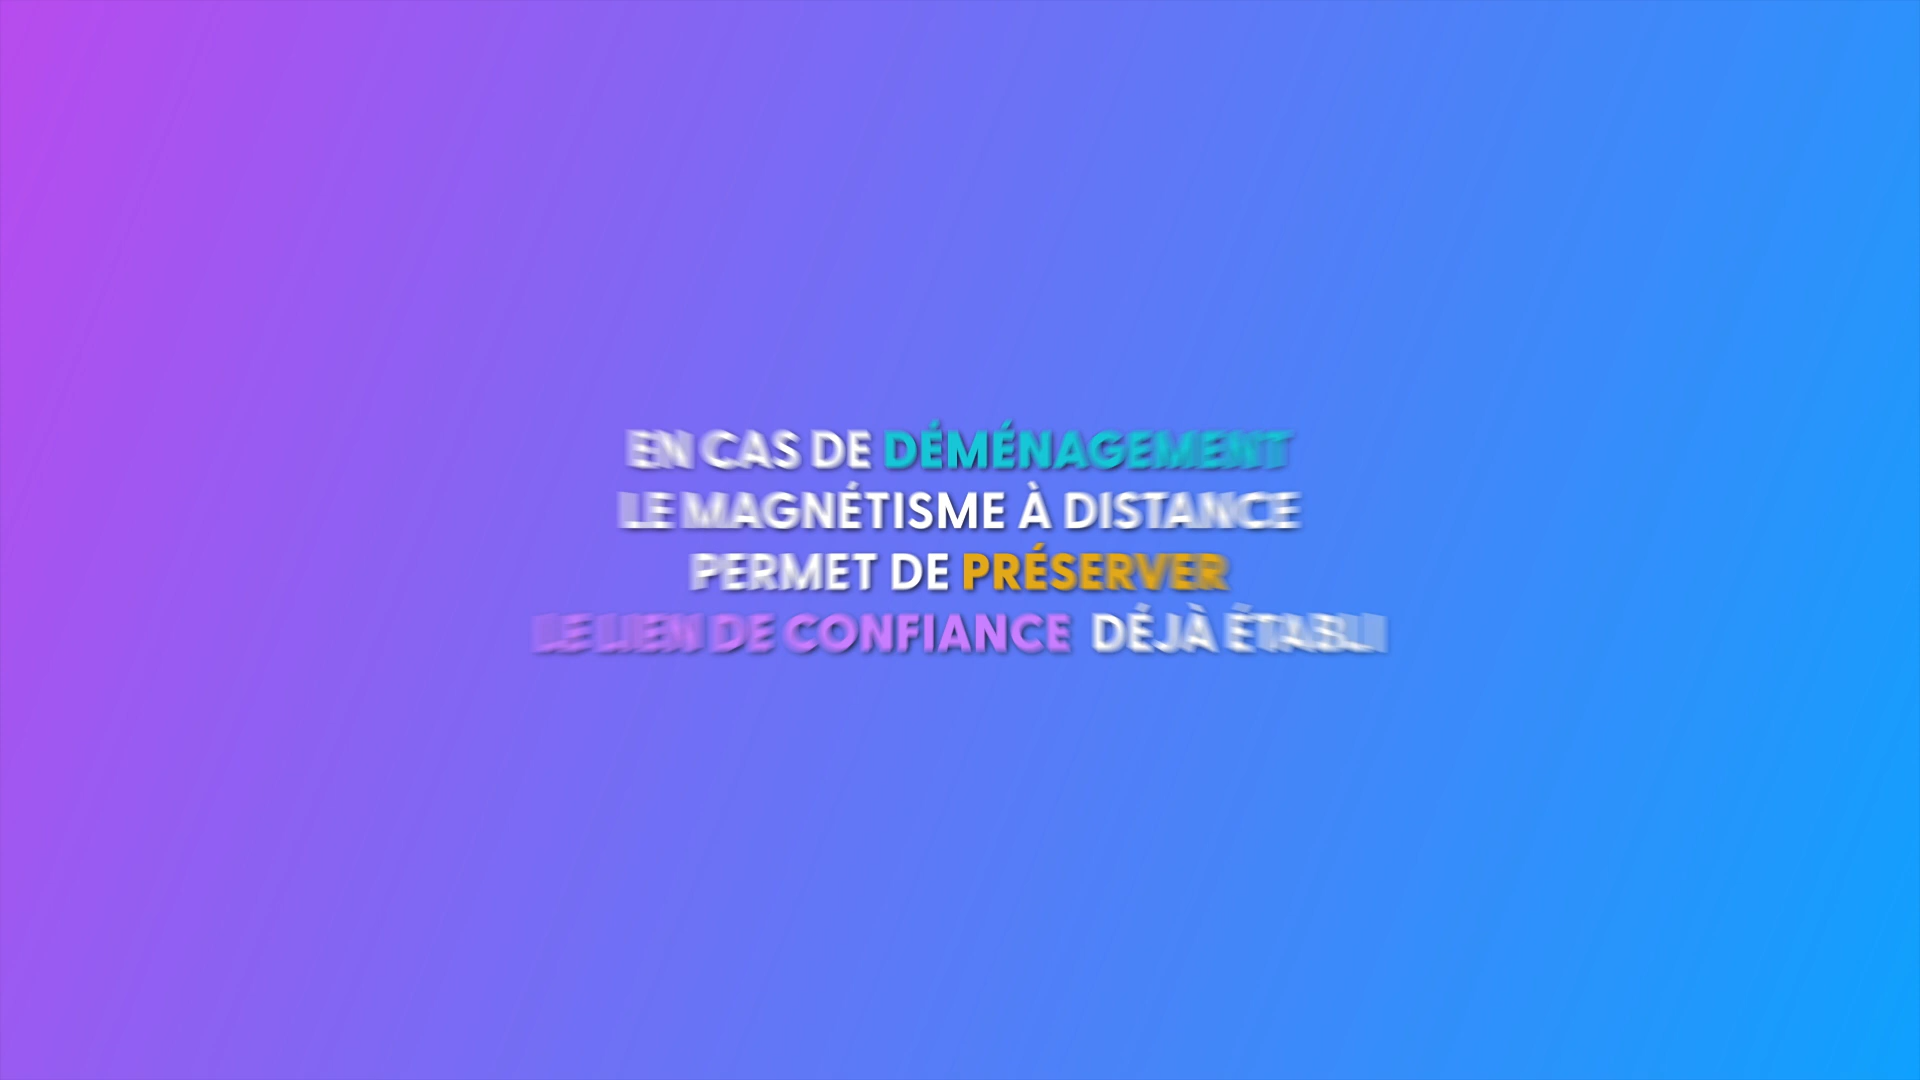 EN CAS DE DÉMÉNAGEMENT
LE MAGNÉTISME À DISTANCE
PERMET DE PRÉSERVER
LE LIEN DE CONFIANCE DÉJÀ ÉTABLI